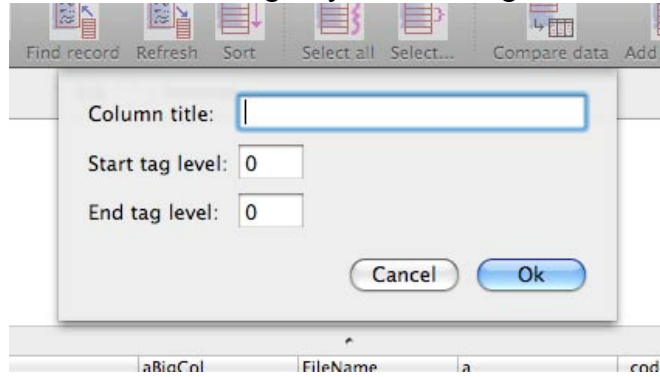 Find record Refresh Sort Select all Select... Compare data Add
Column title:
Start tag level: 0
End tag level: 0
Cancel Ok
aBigCol FileName a cod